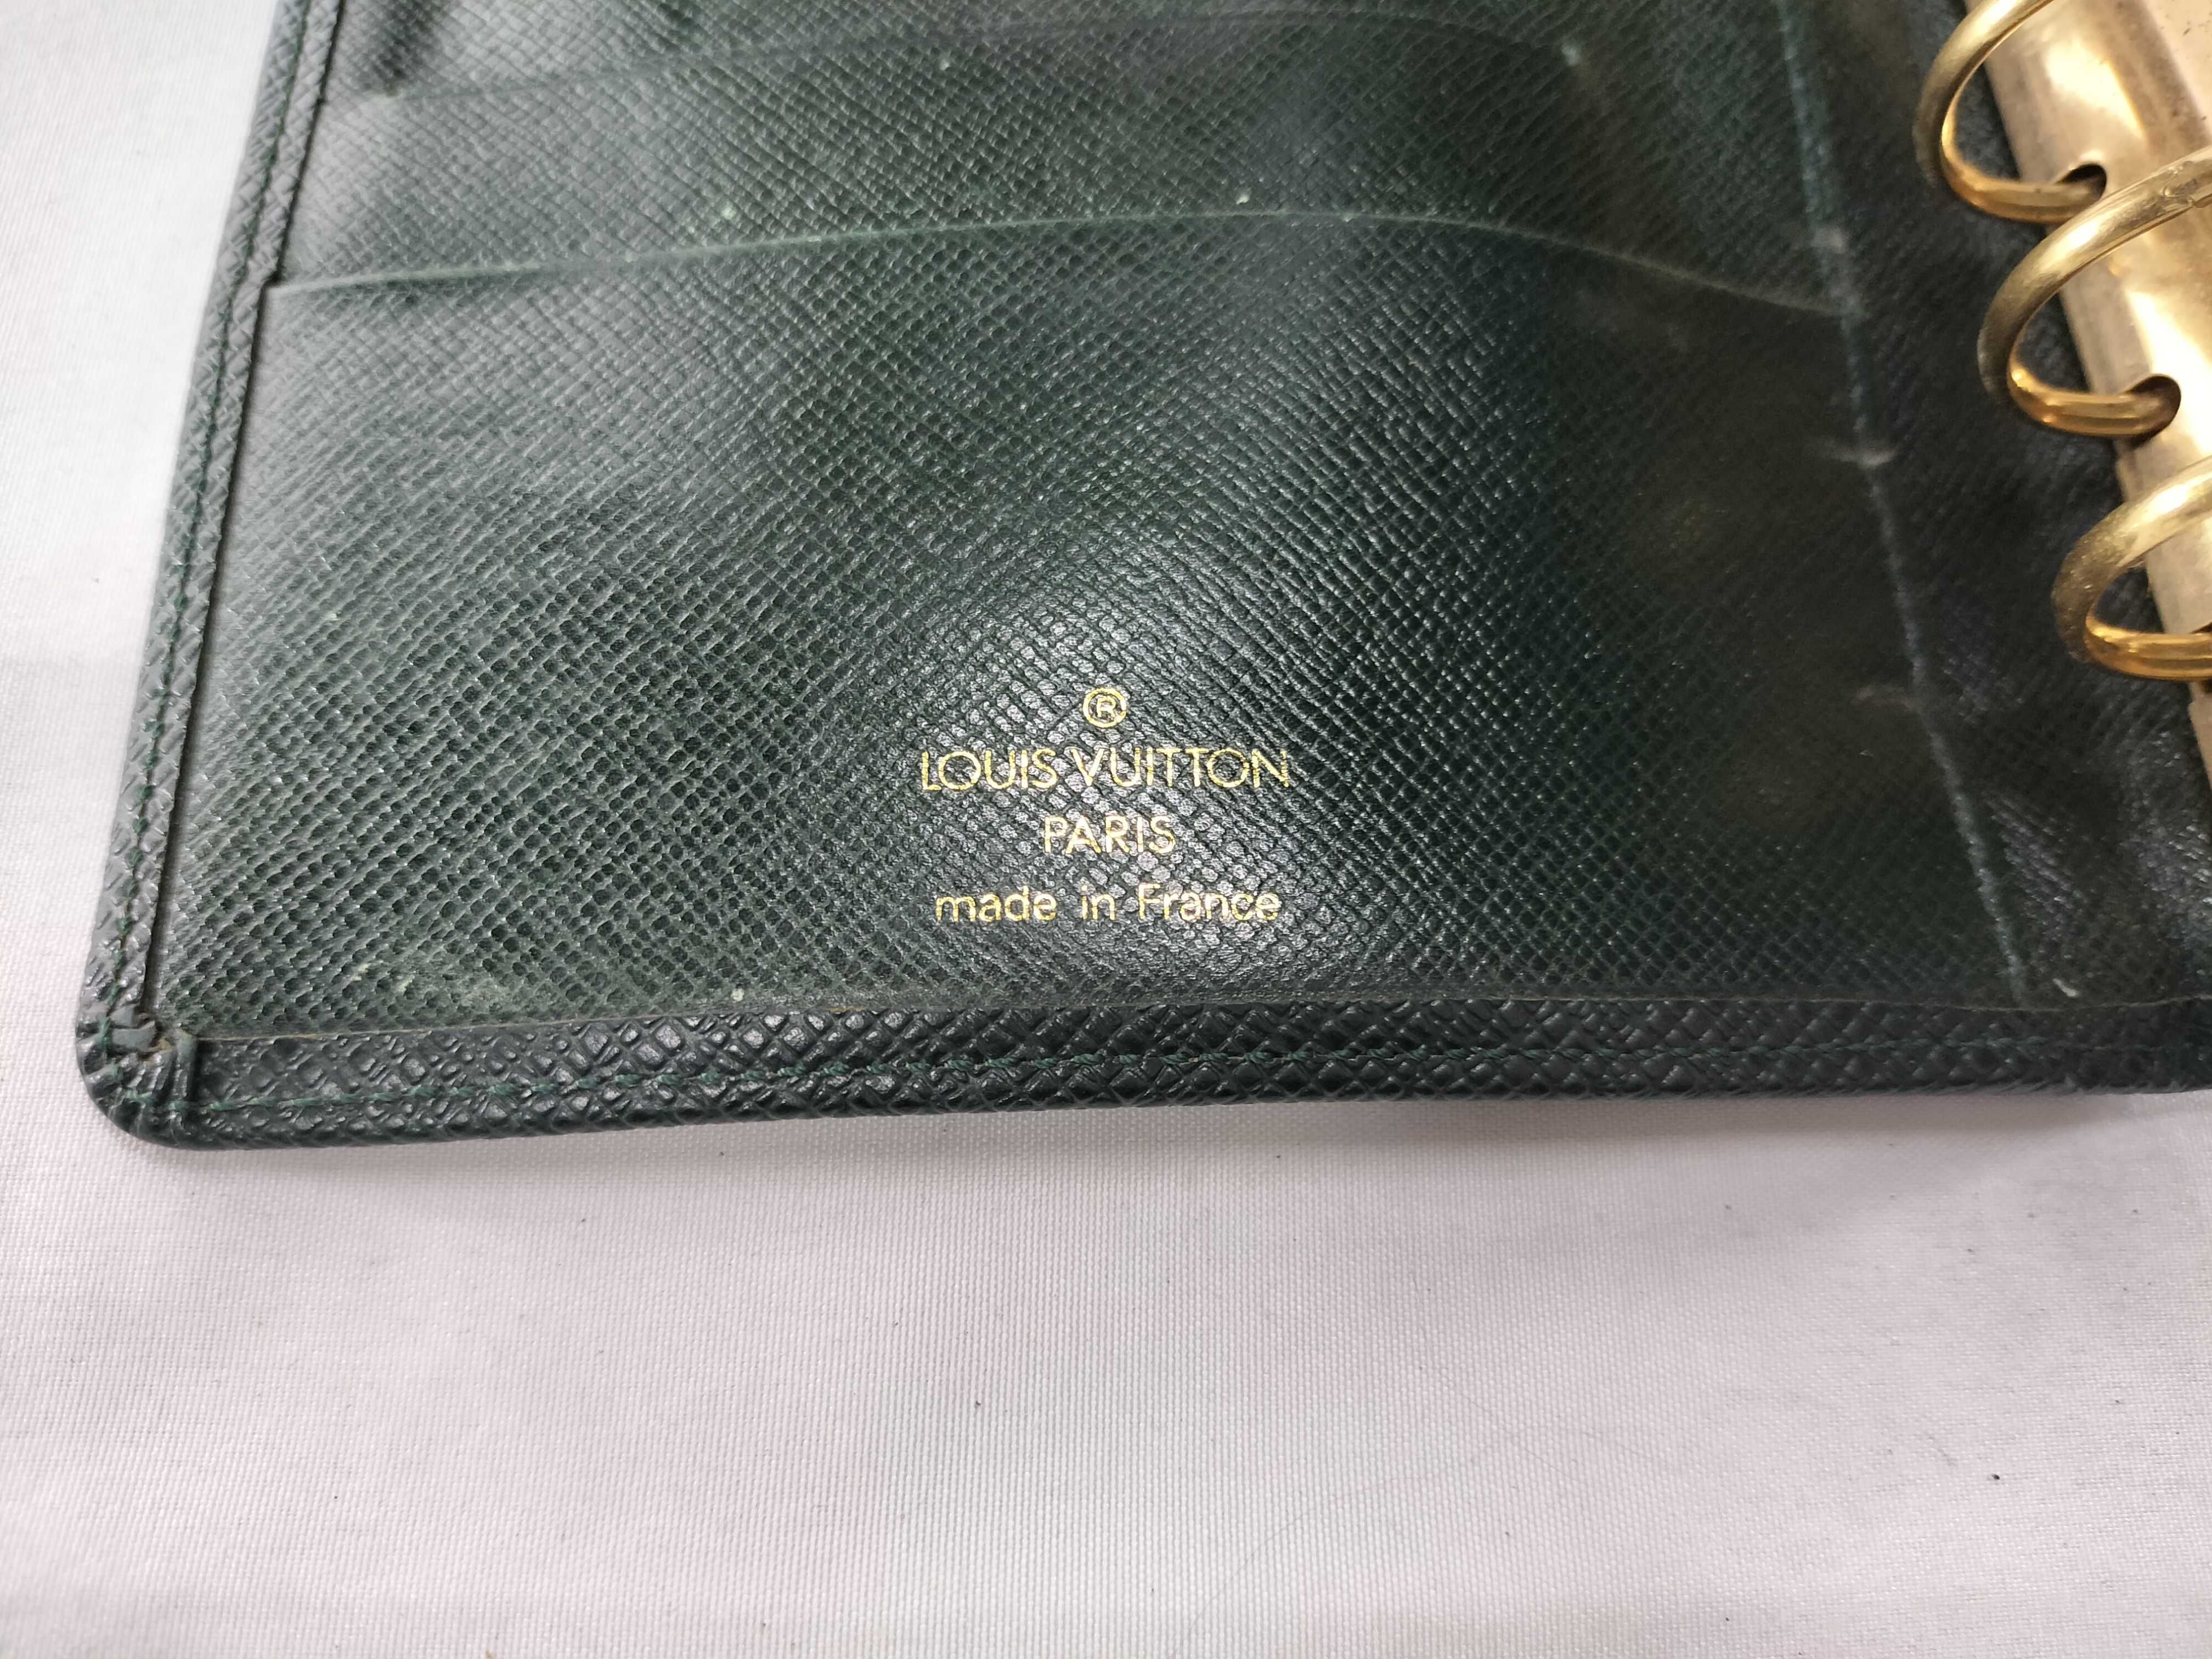 ®
LOUIS VUITTON
PARIS
made in France